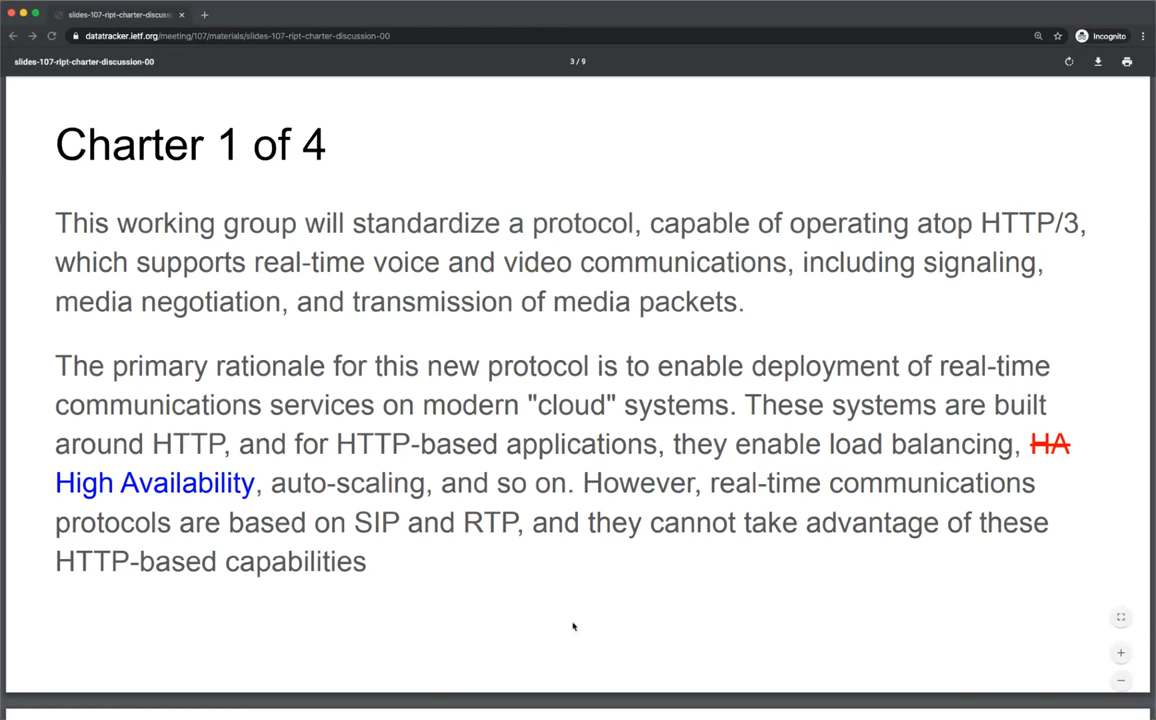 slides-107-ript-charter-discuss
datatracker.ietf.org/meeting/107/materials/slides-107-ript-charter-discussion-00
Incognito
slides-107-ript-charter-discussion-00
3 / 9
Charter 1 of 4
This working group will standardize a protocol, capable of operating atop HTTP/3,
which supports real-time voice and video communications, including signaling,
media negotiation, and transmission of media packets.
The primary rationale for this new protocol is to enable deployment of real-time
communications services on modern "cloud" systems. These systems are built
around HTTP, and for HTTP-based applications, they enable load balancing, HA
High Availability, auto-scaling, and so on. However, real-time communications
protocols are based on SIP and RTP, and they cannot take advantage of these
HTTP-based capabilities